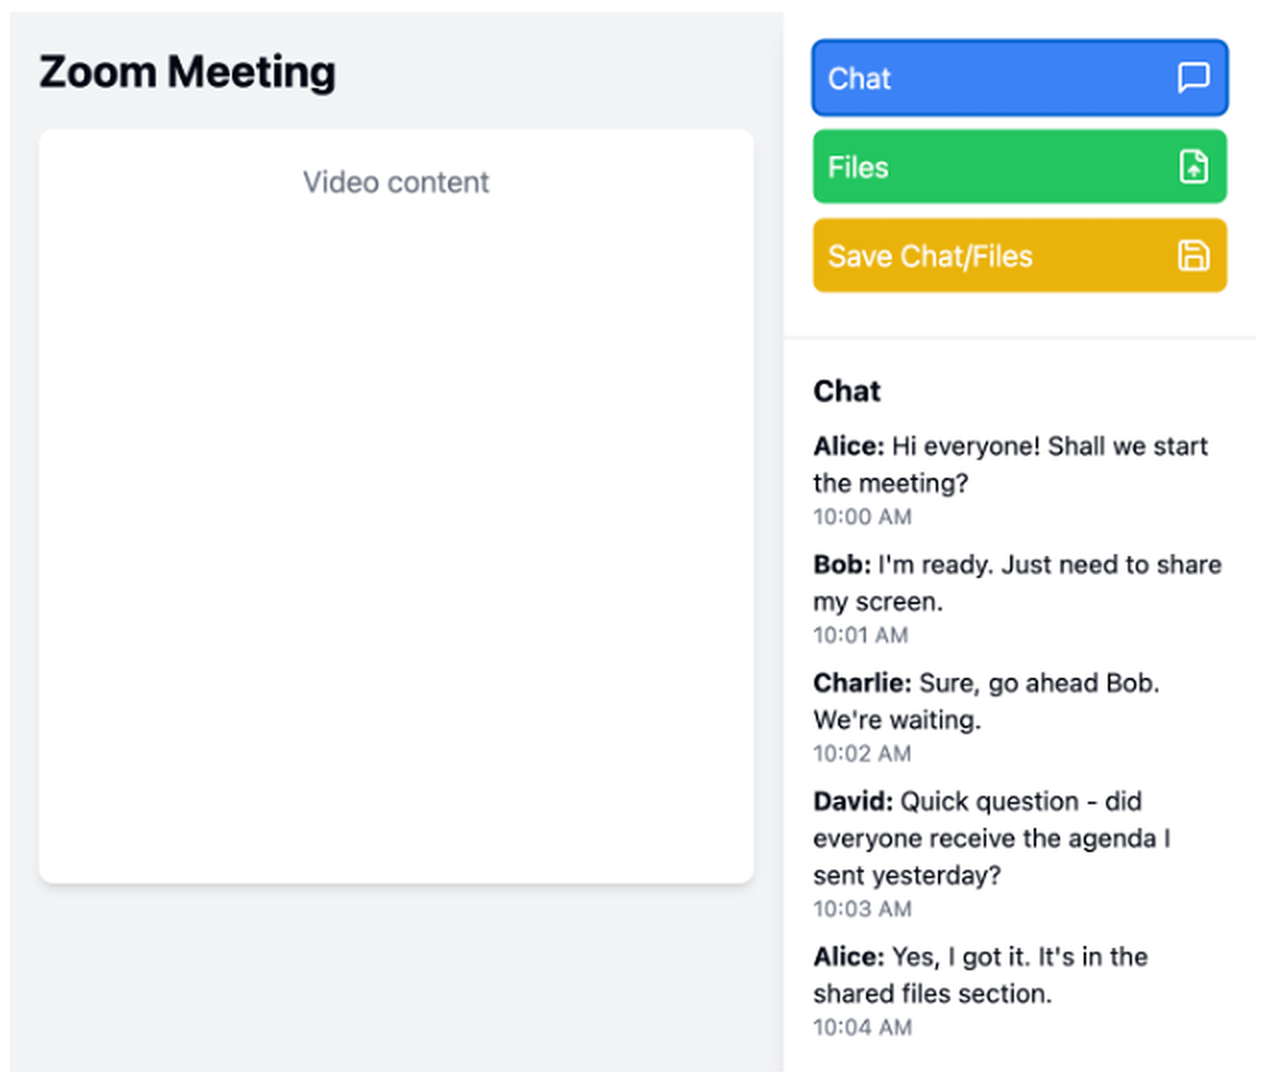 Zoom Meeting
Video content
Chat
Files
Save Chat/Files
Chat
Alice: Hi everyone! Shall we start
the meeting?
10:00 AM
Bob: I'm ready. Just need to share
my screen.
10:01 AM
Charlie: Sure, go ahead Bob.
We're waiting.
10:02 AM
David: Quick question - did
everyone receive the agenda I
sent yesterday?
10:03 AM
Alice: Yes, I got it. It's in the
shared files section.
10:04 AM